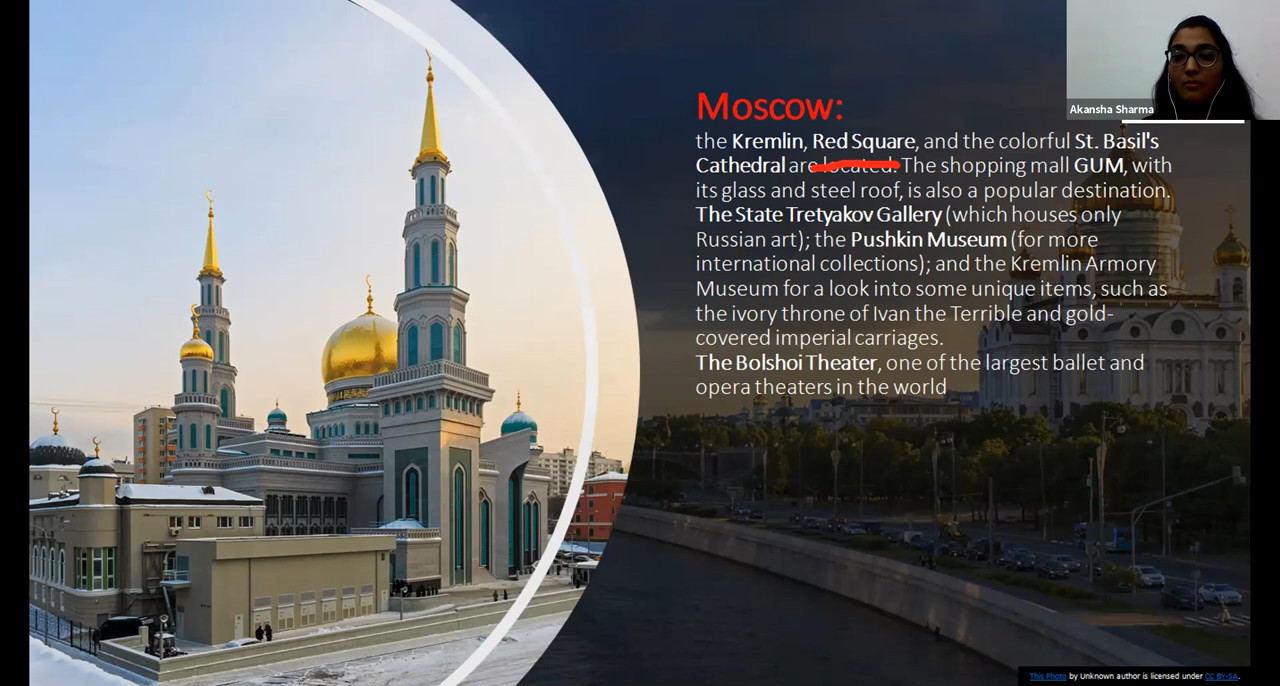 Akansha Sharma
Moscow:
the Kremlin, Red Square, and the colorful St. Basil's
Cathedral are located. The shopping mall GUM, with
its glass and steel roof, is also a popular destination.
The State Tretyakov Gallery (which houses only
Russian art); the Pushkin Museum (for more
international collections); and the Kremlin Armory
Museum for a look into some unique items, such as
the ivory throne of Ivan the Terrible and gold-
covered imperial carriages.
The Bolshoi Theater, one of the largest ballet and
opera theaters in the world
This Photo by Unknown author is licensed under CC BY-SA.